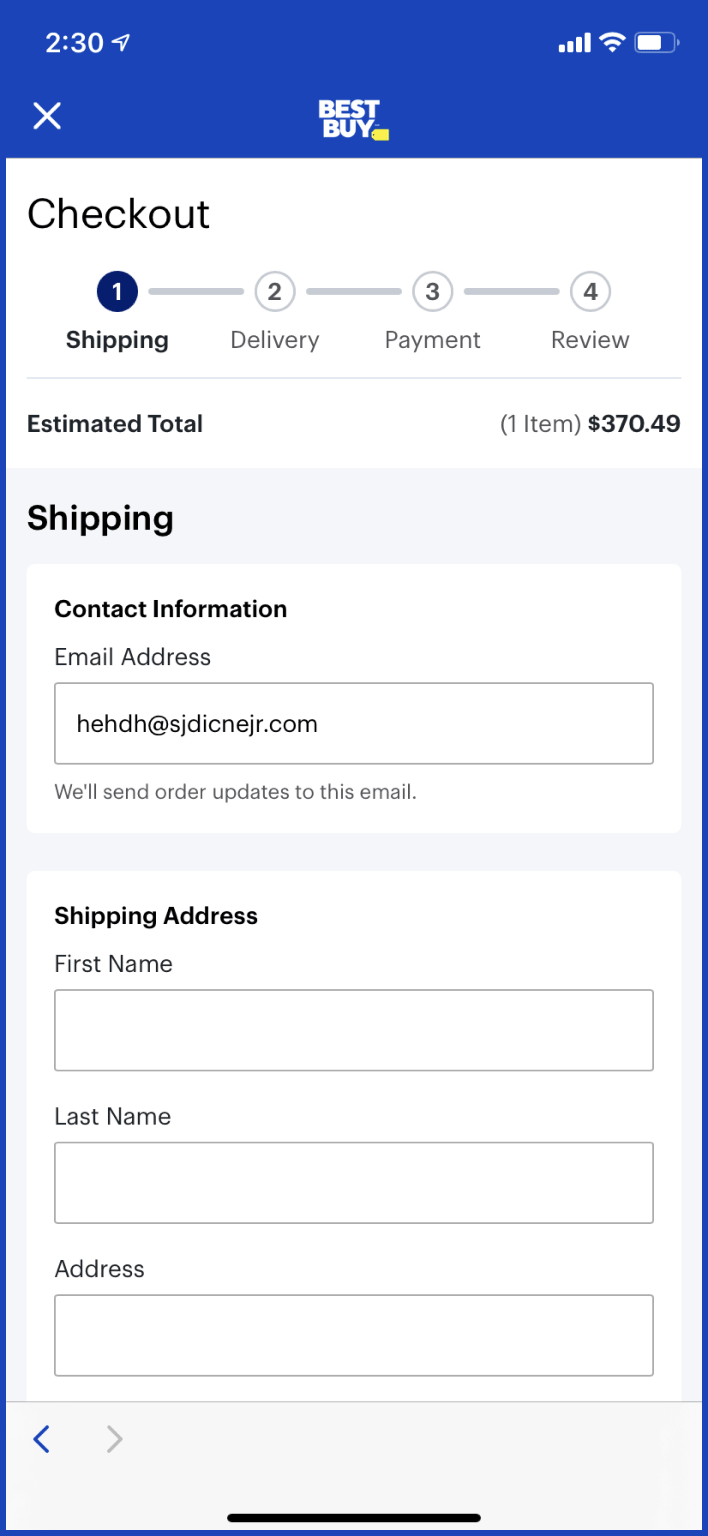 2:30
BEST
BUY
Checkout
1 2 3 4
Shipping Delivery Payment Review
Estimated Total (1 Item) $370.49
Shipping
Contact Information
Email Address
hehdh@sjdicnejr.com
We'll send order updates to this email.
Shipping Address
First Name
Last Name
Address